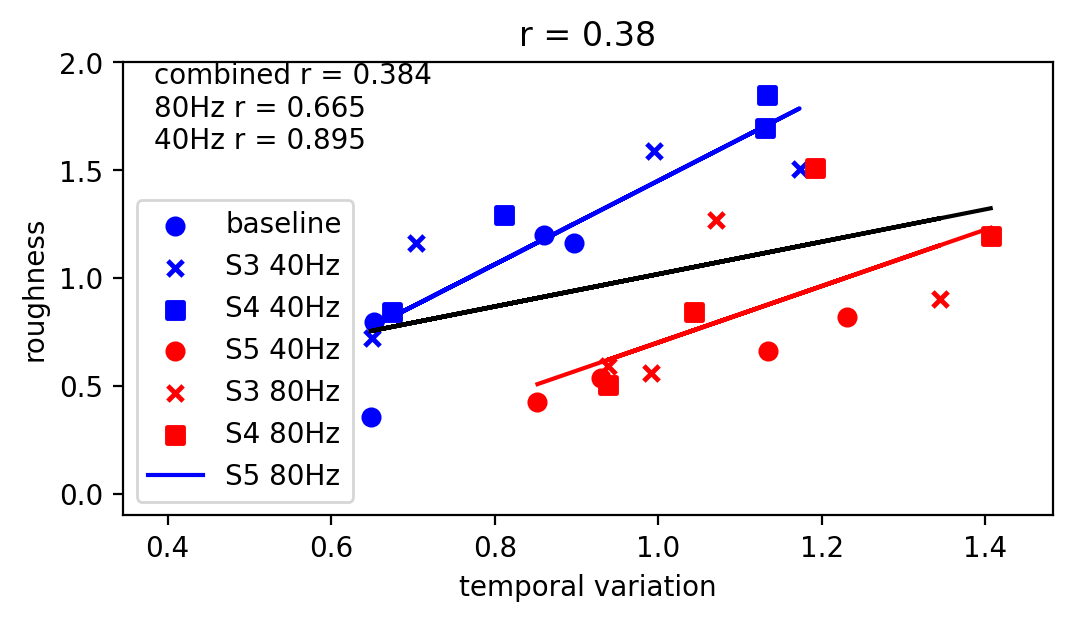 r = 0.38
combined r = 0.384
80Hz r = 0.665
40Hz r = 0.895
baseline
S3 40Hz
S4 40Hz
S5 40Hz
S3 80Hz
S4 80Hz
S5 80Hz
roughness
2.0
1.5
1.0
0.5
0.0
0.4 0.6 0.8 1.0 1.2 1.4
temporal variation